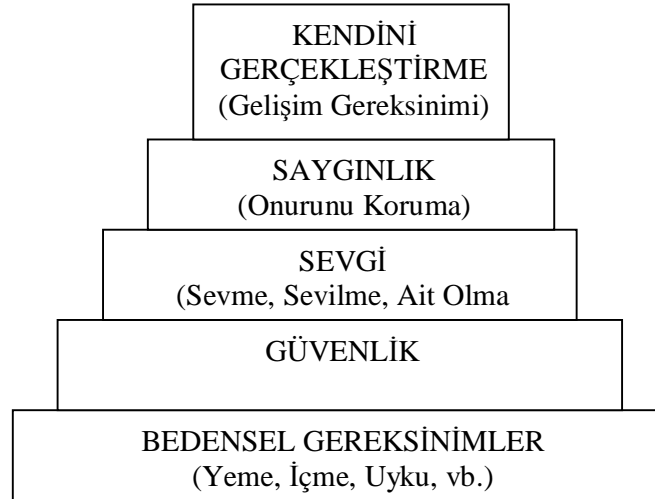 KENDİNİ
GERÇEKLEŞTİRME
(Gelişim Gereksinimi)
SAYGINLIK
(Onurunu Koruma)
SEVGİ
(Sevme, Sevilme, Ait Olma
GÜVENLİK
BEDENSEL GEREKSİNİMLER
(Yeme, İçme, Uyku, vb.)